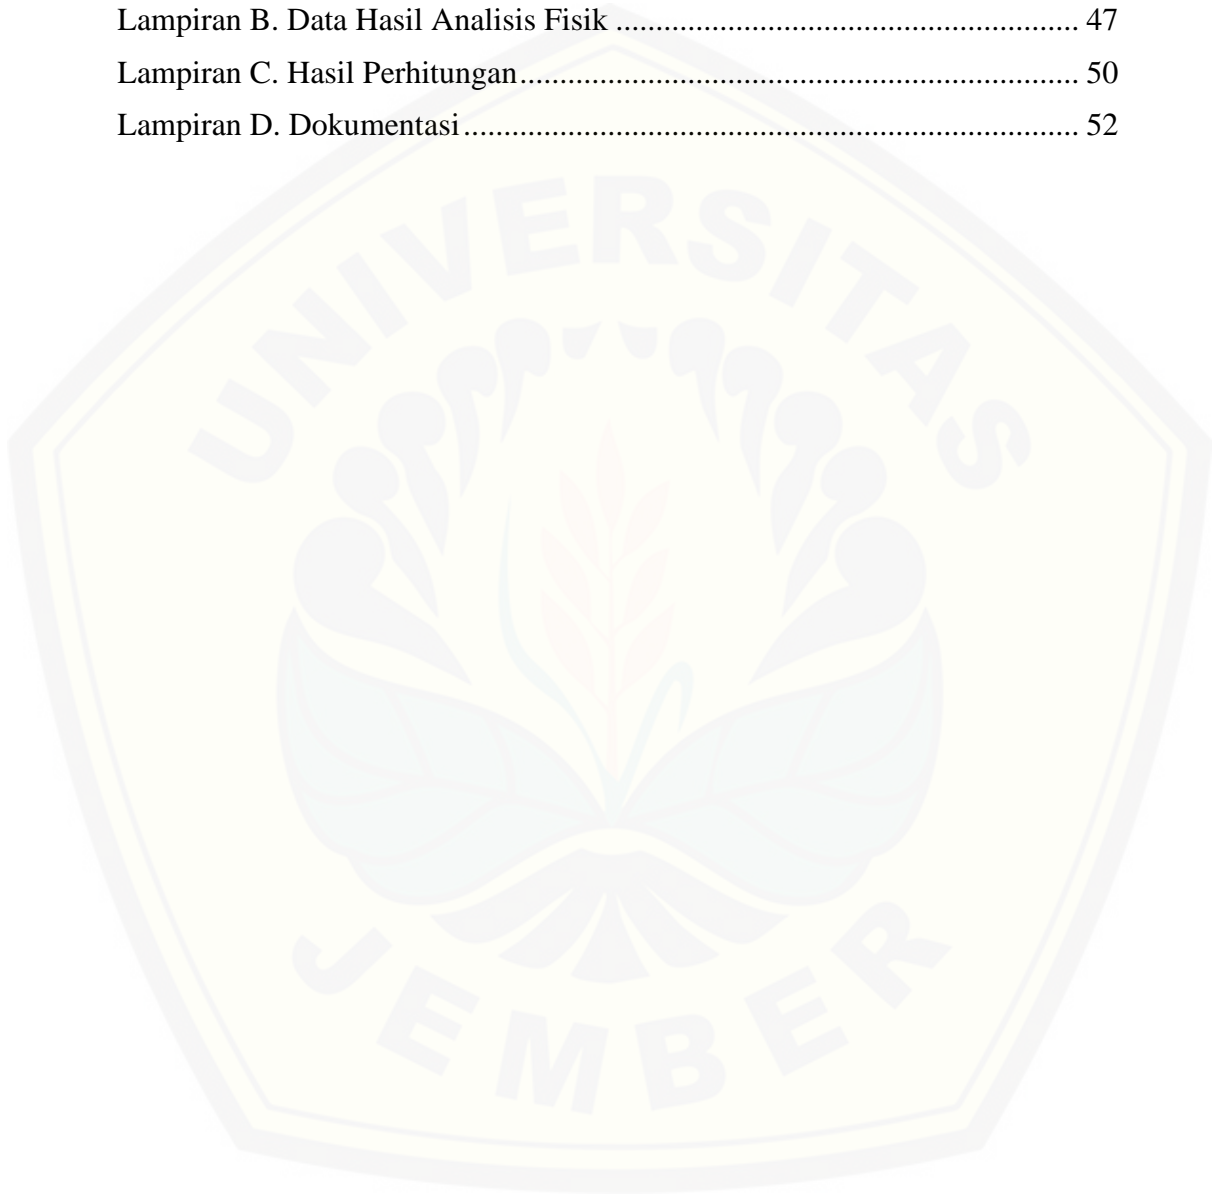 Lampiran B. Data Hasil Analisis Fisik .......................................................... 47
Lampiran C. Hasil Perhitungan...................................................................... 50
Lampiran D. Dokumentasi............................................................................. 52
UNIVERSITAS
JEMBER